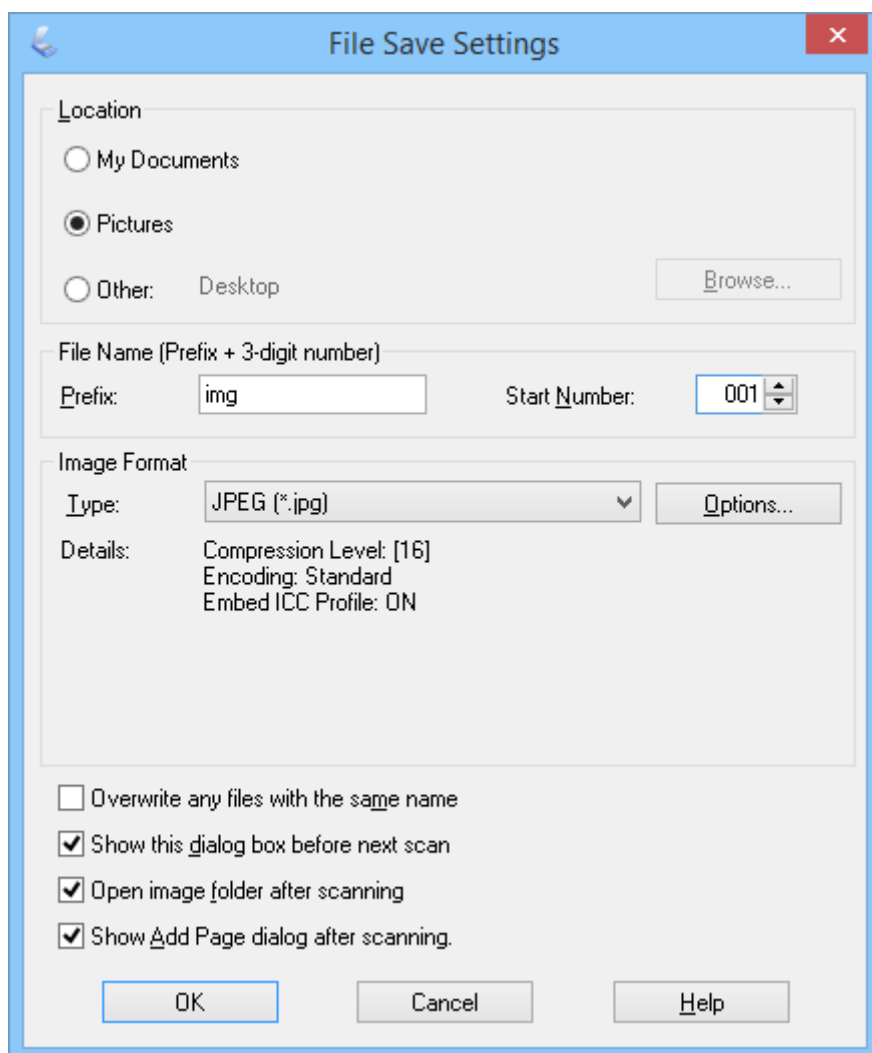 File Save Settings
Location
My Documents
Pictures
Other: Desktop Browse...
File Name (Prefix + 3-digit number)
Prefix: img Start Number: 001
Image Format
Type: JPEG (*.jpg) Options...
Details: Compression Level: [16]
Encoding: Standard
Embed ICC Profile: ON
Overwrite any files with the same name
Show this dialog box before next scan
Open image folder after scanning
Show Add Page dialog after scanning.
OK Cancel Help